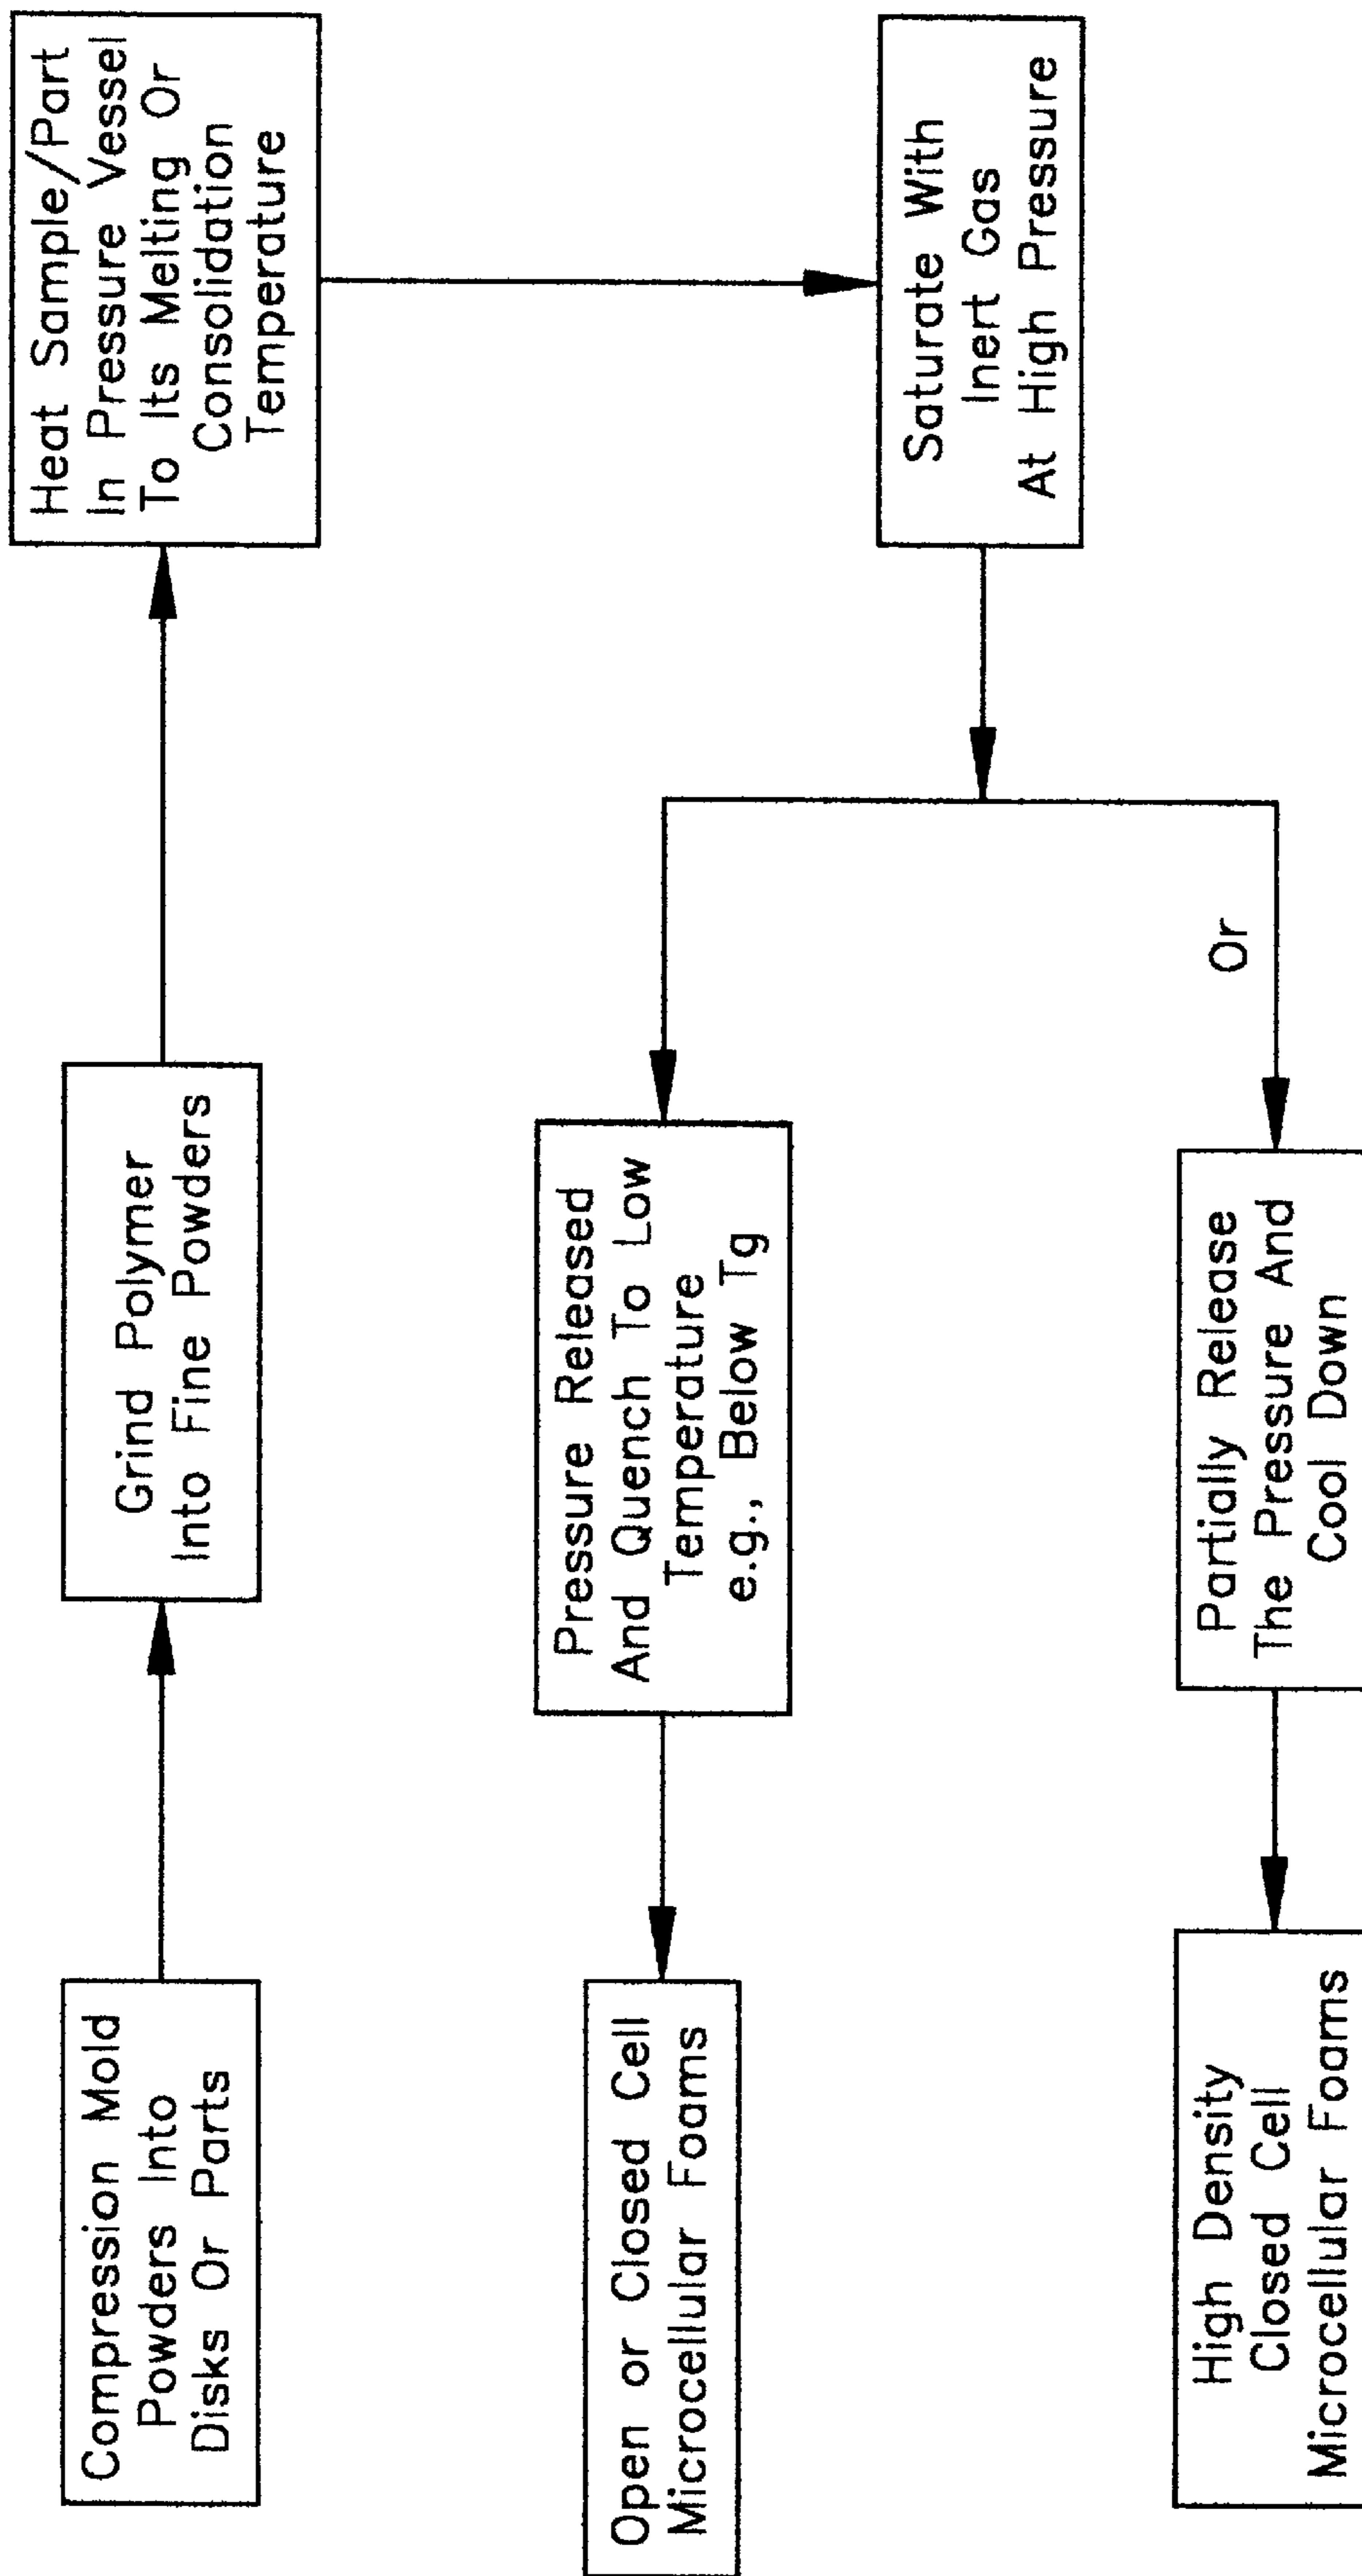 Compression Mold
Powders Into
Disks Or Parts
Grind Polymer
Into Fine Powders
Heat Sample/Part
In Pressure Vessel
To Its Melting Or
Consolidation
Temperature
Open or Closed Cell
Microcellular Foams
Pressure Released
And Quench To Low
Temperature
e.g., Below Tg
Saturate With
Inert Gas
At High Pressure
Or
High Density
Closed Cell
Microcellular Foams
Partially Release
The Pressure And
Cool Down